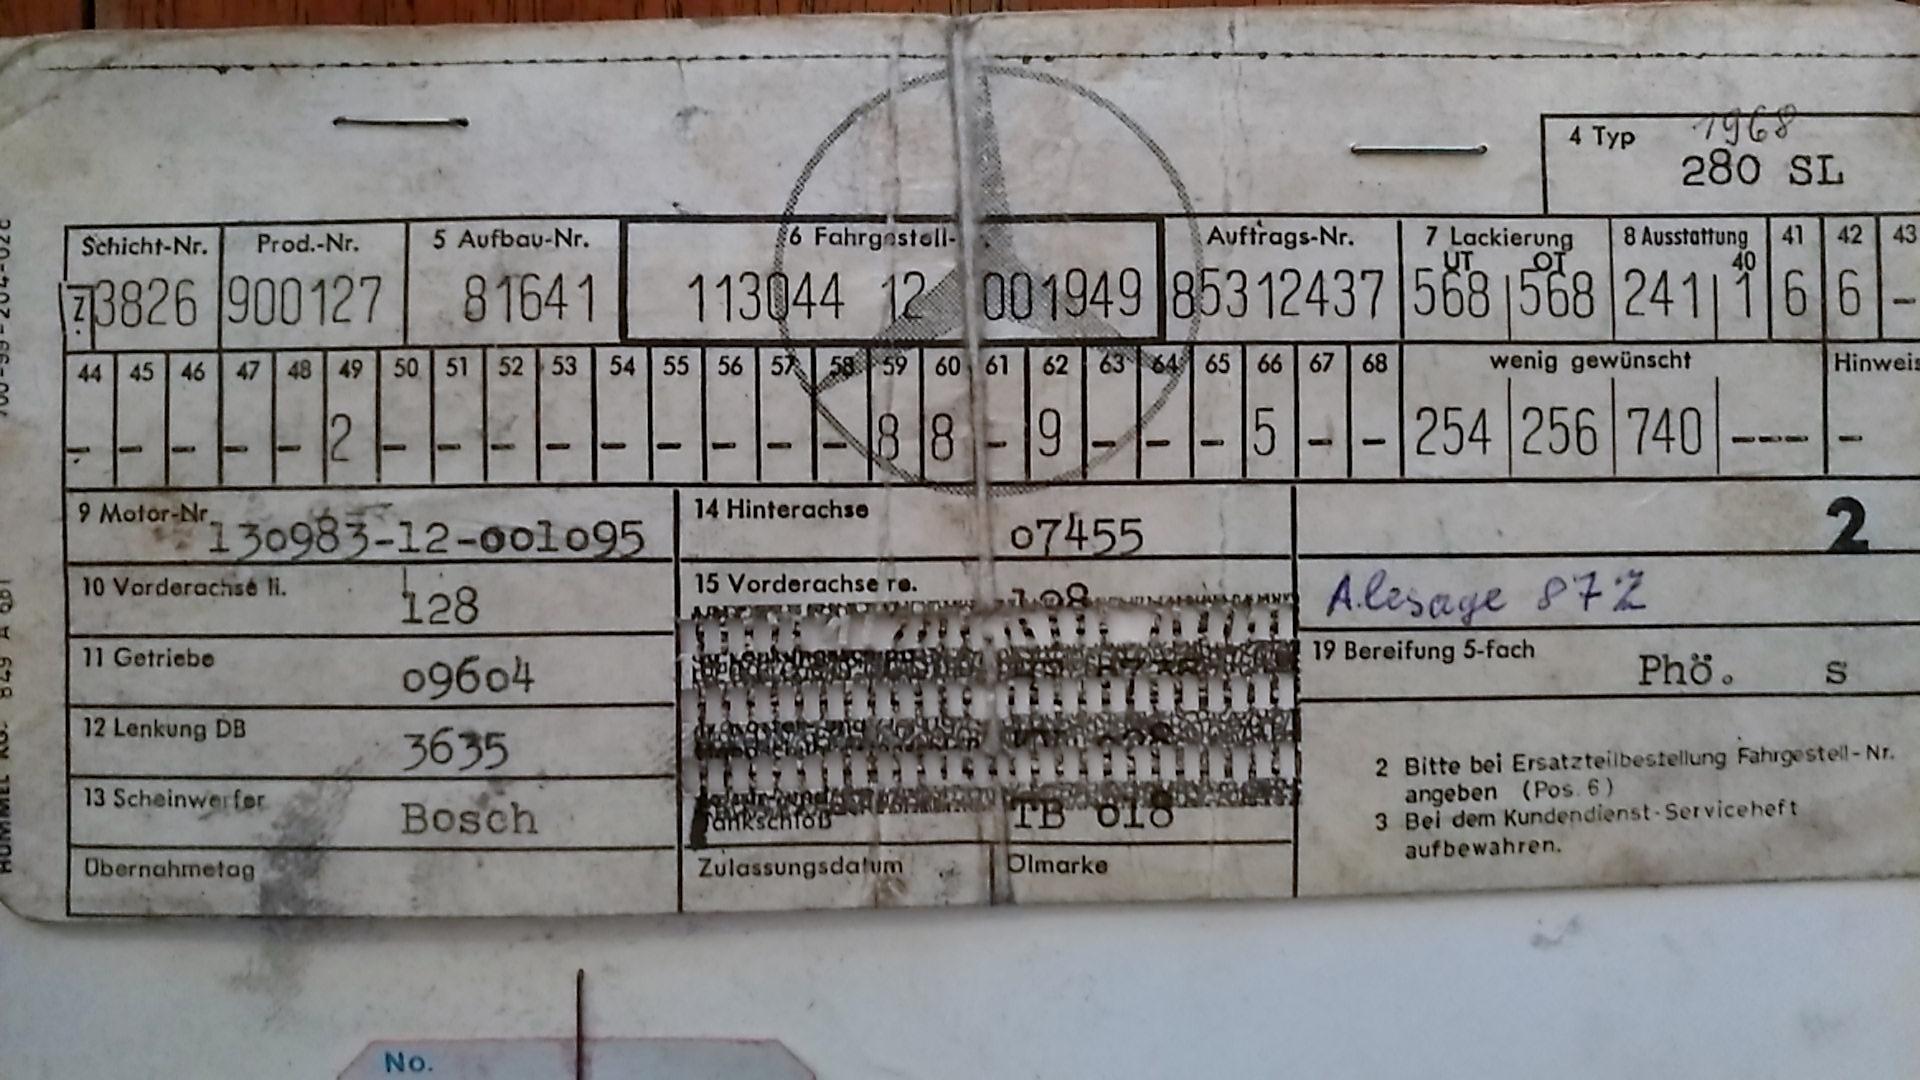 1968
4 Typ 280 SL
Schicht-Nr. Prod.-Nr. 5 Aufbau-Nr. 6 Fahrgestell- Auftrags-Nr. 7 Lackierung 8 Ausstattung 41 42 43
UT OT 40
Z 3826 900127 81641 113044 12 001949 85312437 568 568 241 1 6 6 -
44 45 46 47 48 49 50 51 52 53 54 55 56 57 58 59 60 61 62 63 64 65 66 67 68 wenig gewünscht Hinweis
- - - - - 2 - - - - - - - - - 8 8 - 9 - - - 5 - - 254 256 740 --- -
9 Motor-Nr. 130983-12-001095 14 Hinterachse 07455 2
10 Vorderachse li. 128 15 Vorderachse re. 128 A.lesage 872
11 Getriebe 09604 19 Bereifung 5-fach Phö. s
12 Lenkung DB 3635
13 Scheinwerfer Bosch TB 018
Übernahmetag Zulassungsdatum Ölmarke
2 Bitte bei Ersatzteilbestellung Fahrgestell-Nr.
angeben (Pos. 6)
3 Bei dem Kundendienst-Serviceheft
aufbewahren.
No.